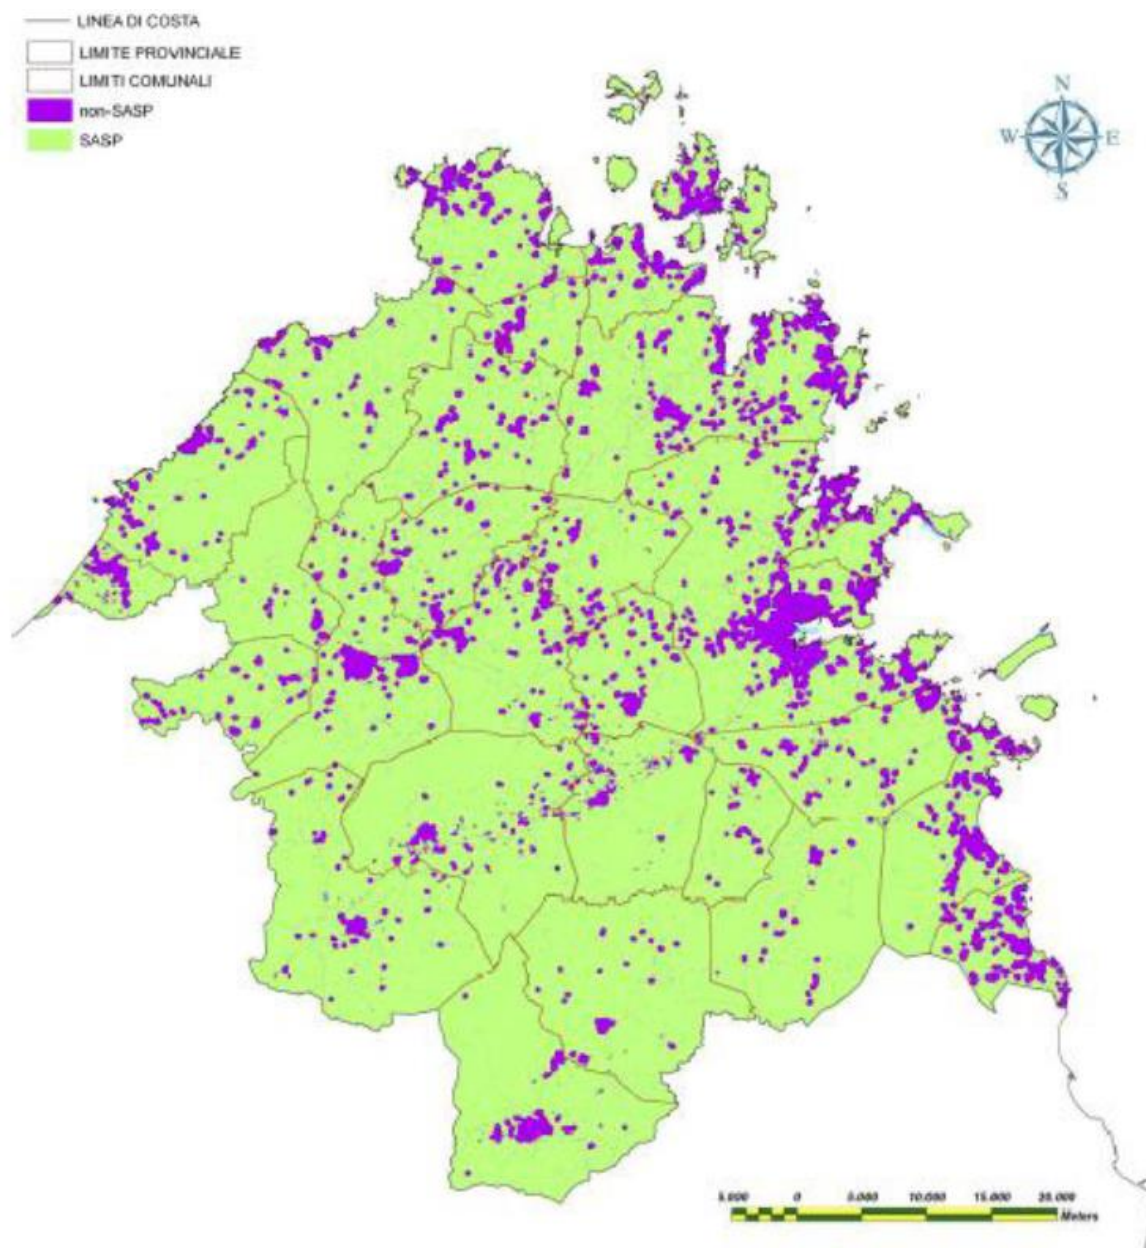 LINEA DI COSTA
LIMITE PROVINCIALE
LIMITI COMUNALI
non-SASP
SASP
N
W E
S
5.000 0 5.000 10.000 15.000 20.000
Meters